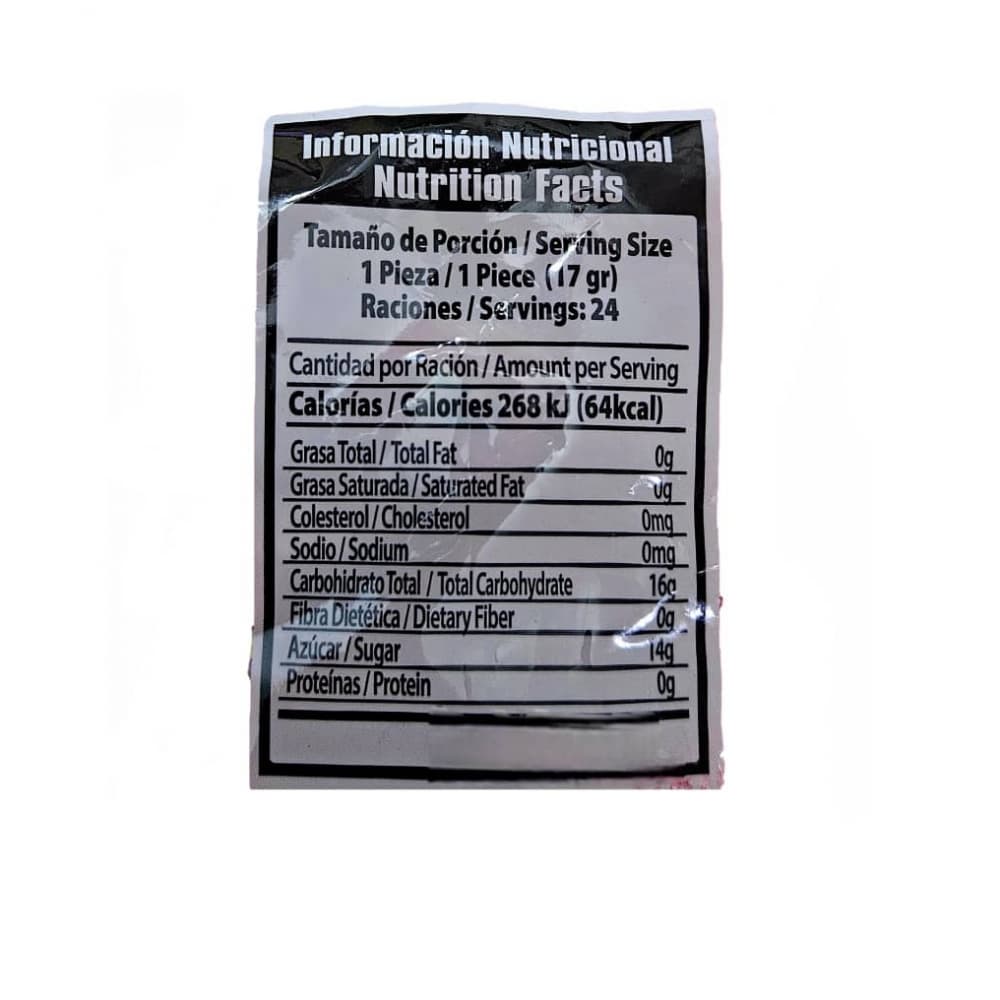 Información Nutricional
Nutrition Facts
Tamaño de Porción / Serving Size
1 Pieza / 1 Piece (17 gr)
Raciones / Servings: 24
Cantidad por Ración / Amount per Serving
Calorías / Calories 268 kJ (64kcal)
Grasa Total / Total Fat 0g
Grasa Saturada / Saturated Fat 0g
Colesterol / Cholesterol 0mg
Sodio / Sodium 0mg
Carbohidrato Total / Total Carbohydrate 16g
Fibra Dietética / Dietary Fiber 0g
Azúcar / Sugar 14g
Proteínas / Protein 0g